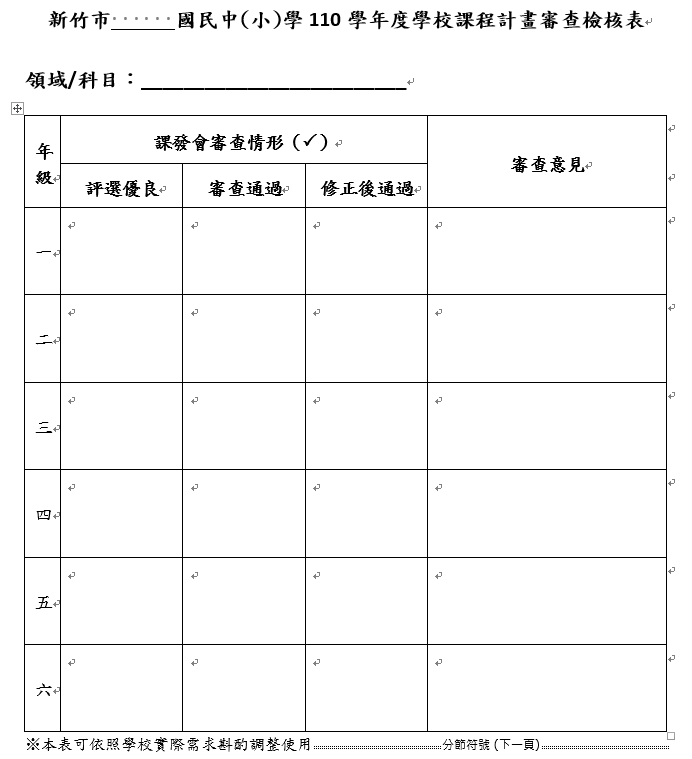 新竹市______國民中(小)學 110 學年度學校課程計畫審查檢核表
領域/科目：__________________________
年級
課發會審查情形 (✓)
審查意見
評選優良 審查通過 修正後通過
一
二
三
四
五
六
※本表可依照學校實際需求斟酌調整使用 分節符號 (下一頁)